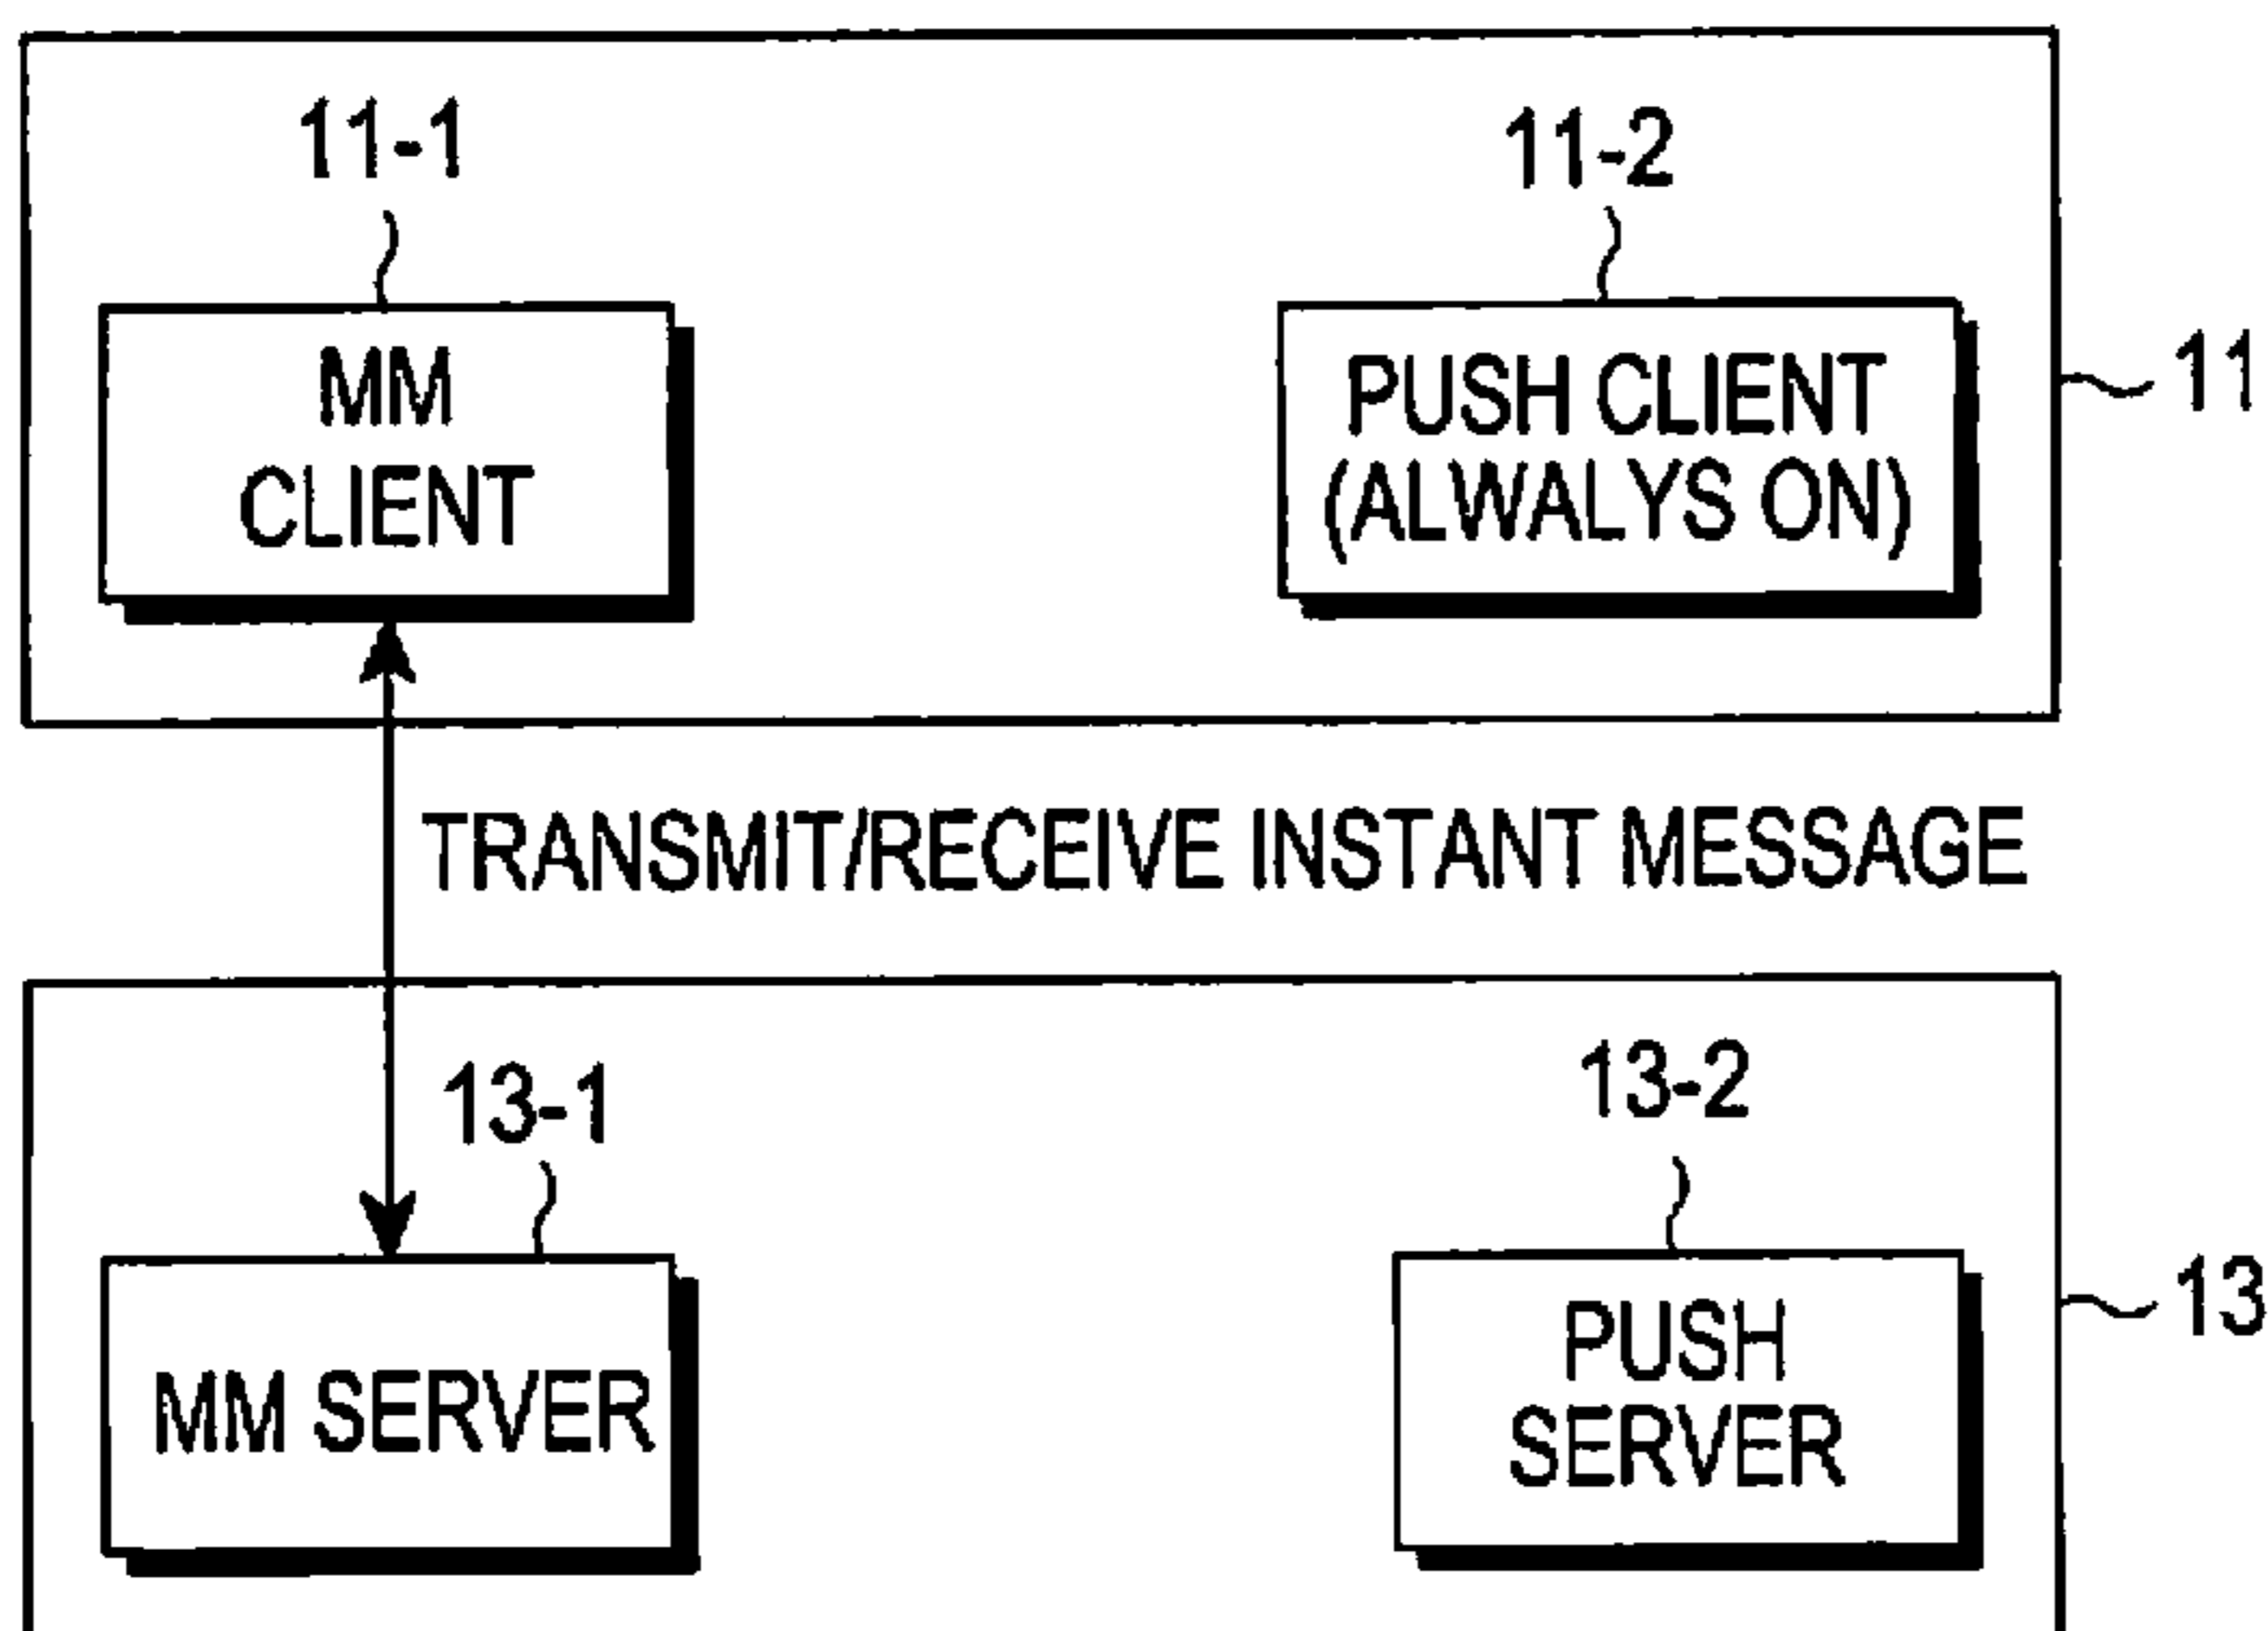 11-1
11-2
MM
CLIENT
PUSH CLIENT
(ALWALYS ON)
11
TRANSMIT/RECEIVE INSTANT MESSAGE
13-1
13-2
MM SERVER
PUSH
SERVER
13